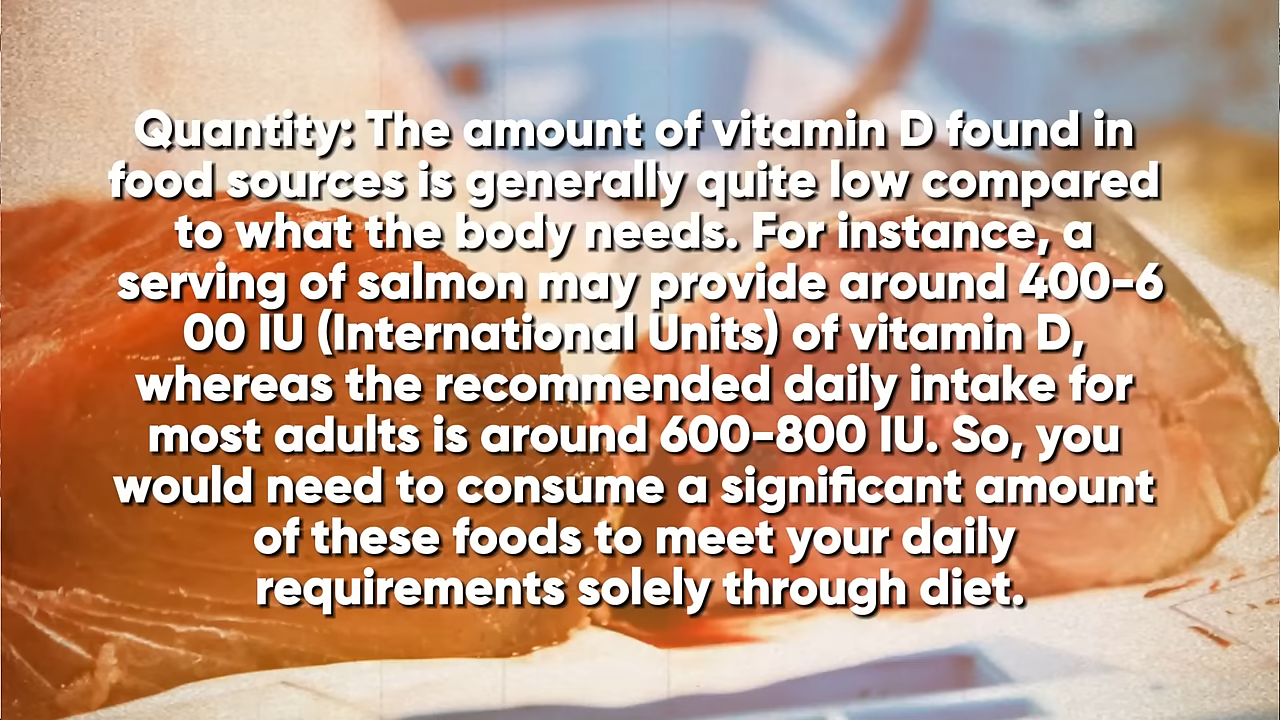 Quantity: The amount of vitamin D found in
food sources is generally quite low compared
to what the body needs. For instance, a
serving of salmon may provide around 400-6
00 IU (International Units) of vitamin D,
whereas the recommended daily intake for
most adults is around 600-800 IU. So, you
would need to consume a significant amount
of these foods to meet your daily
requirements solely through diet.